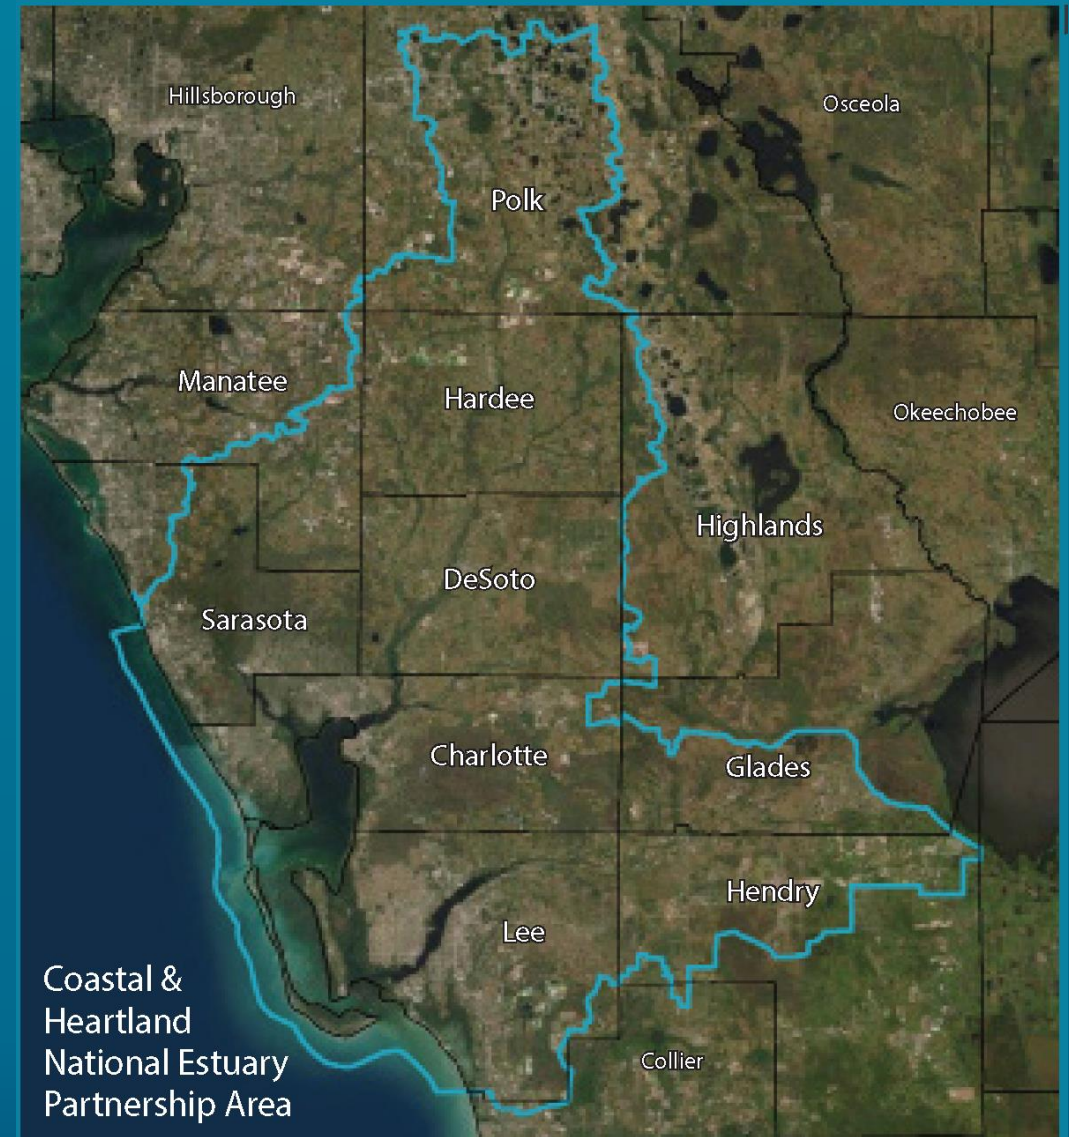 Hillsborough
Osceola
Polk
Manatee
Hardee
Okeechobee
Highlands
DeSoto
Sarasota
Charlotte
Glades
Hendry
Lee
Coastal &
Heartland
National Estuary
Partnership Area
Collier